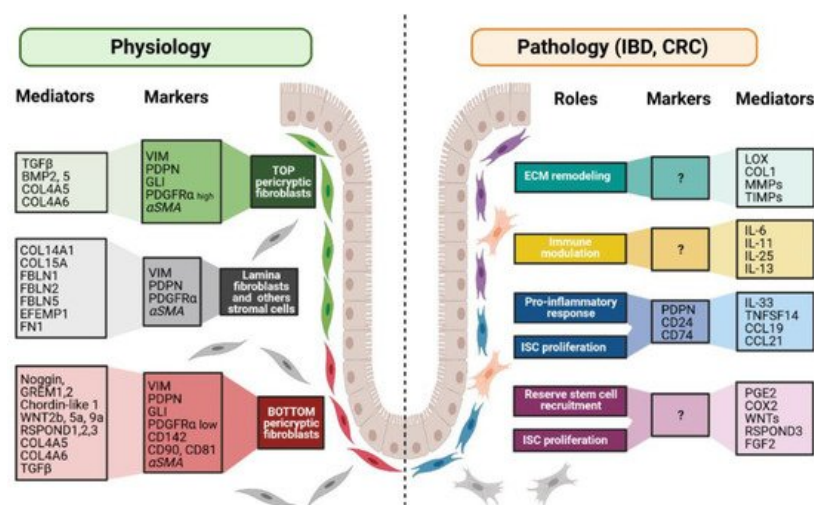 Physiology
Mediators
Markers
TGFβ
BMP2, 5
COL4A5
COL4A6
VIM
PDPN
GLI
PDGFRα high
αSMA
TOP
pericryptic
fibroblasts
COL14A1
COL15A
FBLN1
FBLN2
FBLN5
EFEMP1
FN1
VIM
PDPN
PDGFRα
αSMA
Lamina
fibroblasts
and others
stromal cells
Noggin,
GREM1,2
Chordin-like 1
WNT2b, 5a, 9a
RSPOND1,2,3
COL4A5
COL4A6
TGFβ
VIM
PDPN
GLI
PDGFRα low
CD142
CD90, CD81
αSMA
BOTTOM
pericryptic
fibroblasts
Pathology (IBD, CRC)
Roles
Markers
Mediators
ECM remodeling
?
LOX
COL1
MMPs
TIMPs
Immune
modulation
?
IL-6
IL-11
IL-25
IL-13
Pro-inflammatory
response
ISC proliferation
PDPN
CD24
CD74
IL-33
TNFSF14
CCL19
CCL21
Reserve stem cell
recruitment
ISC proliferation
?
PGE2
COX2
WNTs
RSPOND3
FGF2